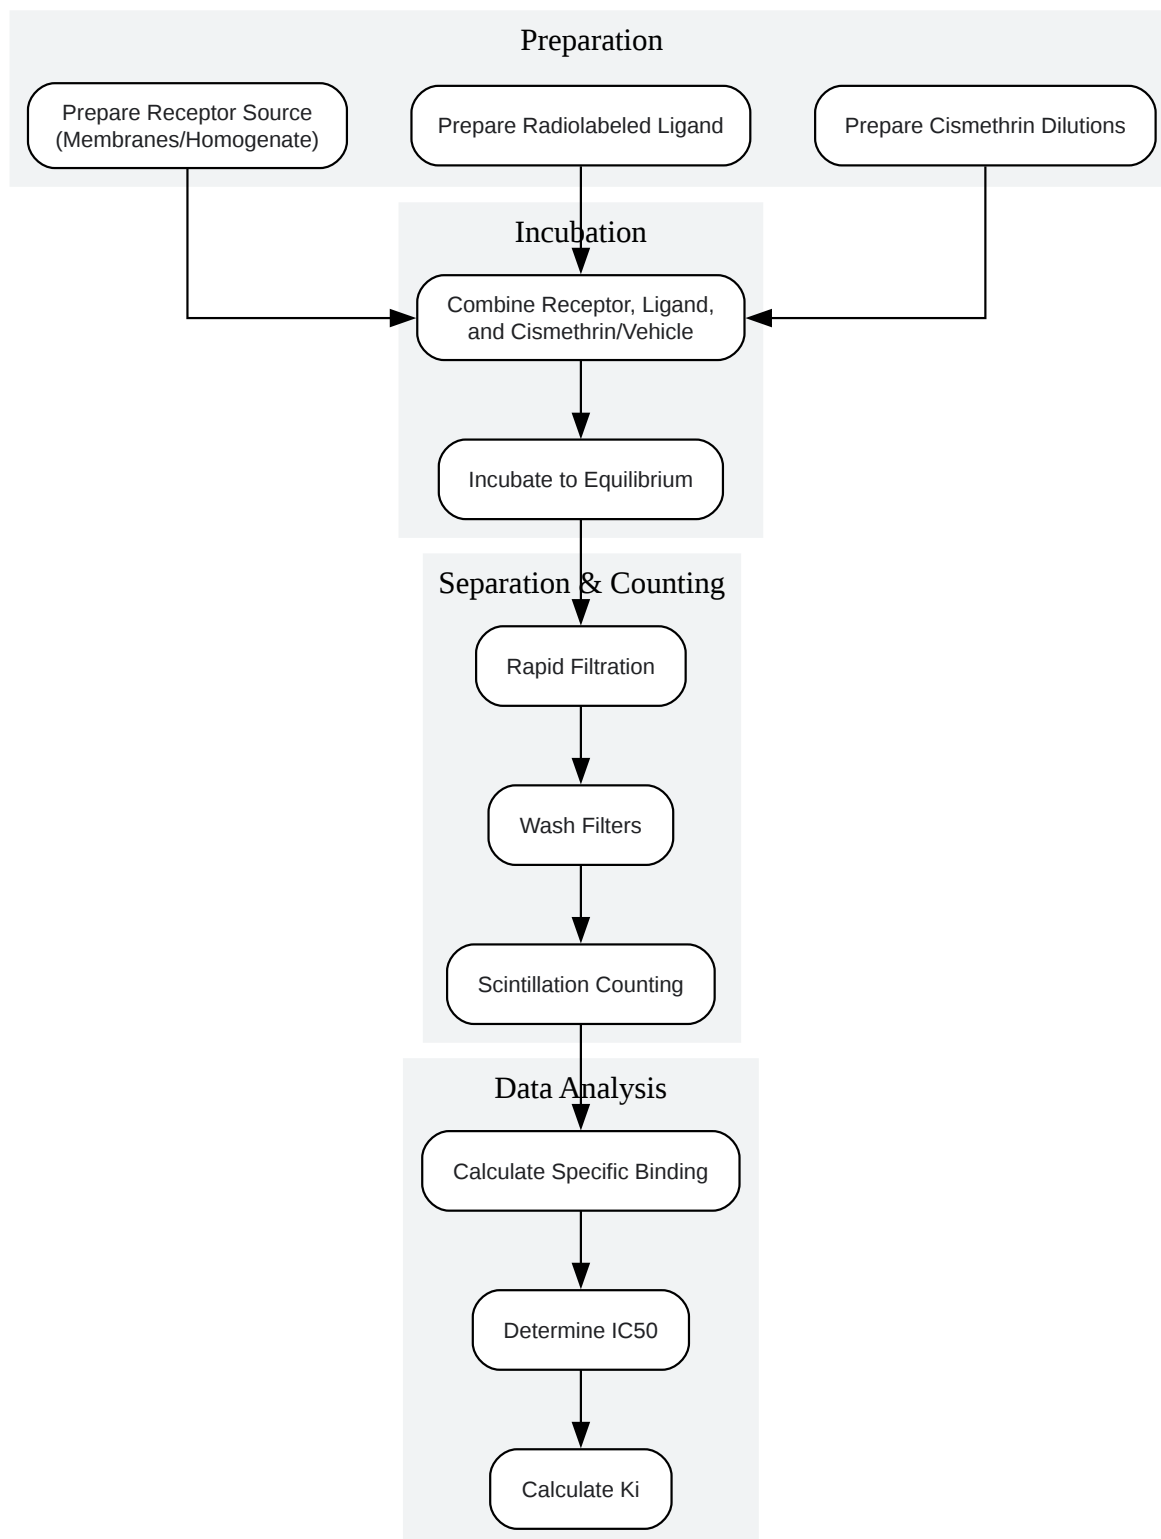 Preparation
Prepare Receptor Source
(Membranes/Homogenate)
Prepare Radiolabeled Ligand
Prepare Cismethrin Dilutions
Incubation
Combine Receptor, Ligand,
and Cismethrin/Vehicle
Incubate to Equilibrium
Separation & Counting
Rapid Filtration
Wash Filters
Scintillation Counting
Data Analysis
Calculate Specific Binding
Determine IC50
Calculate Ki